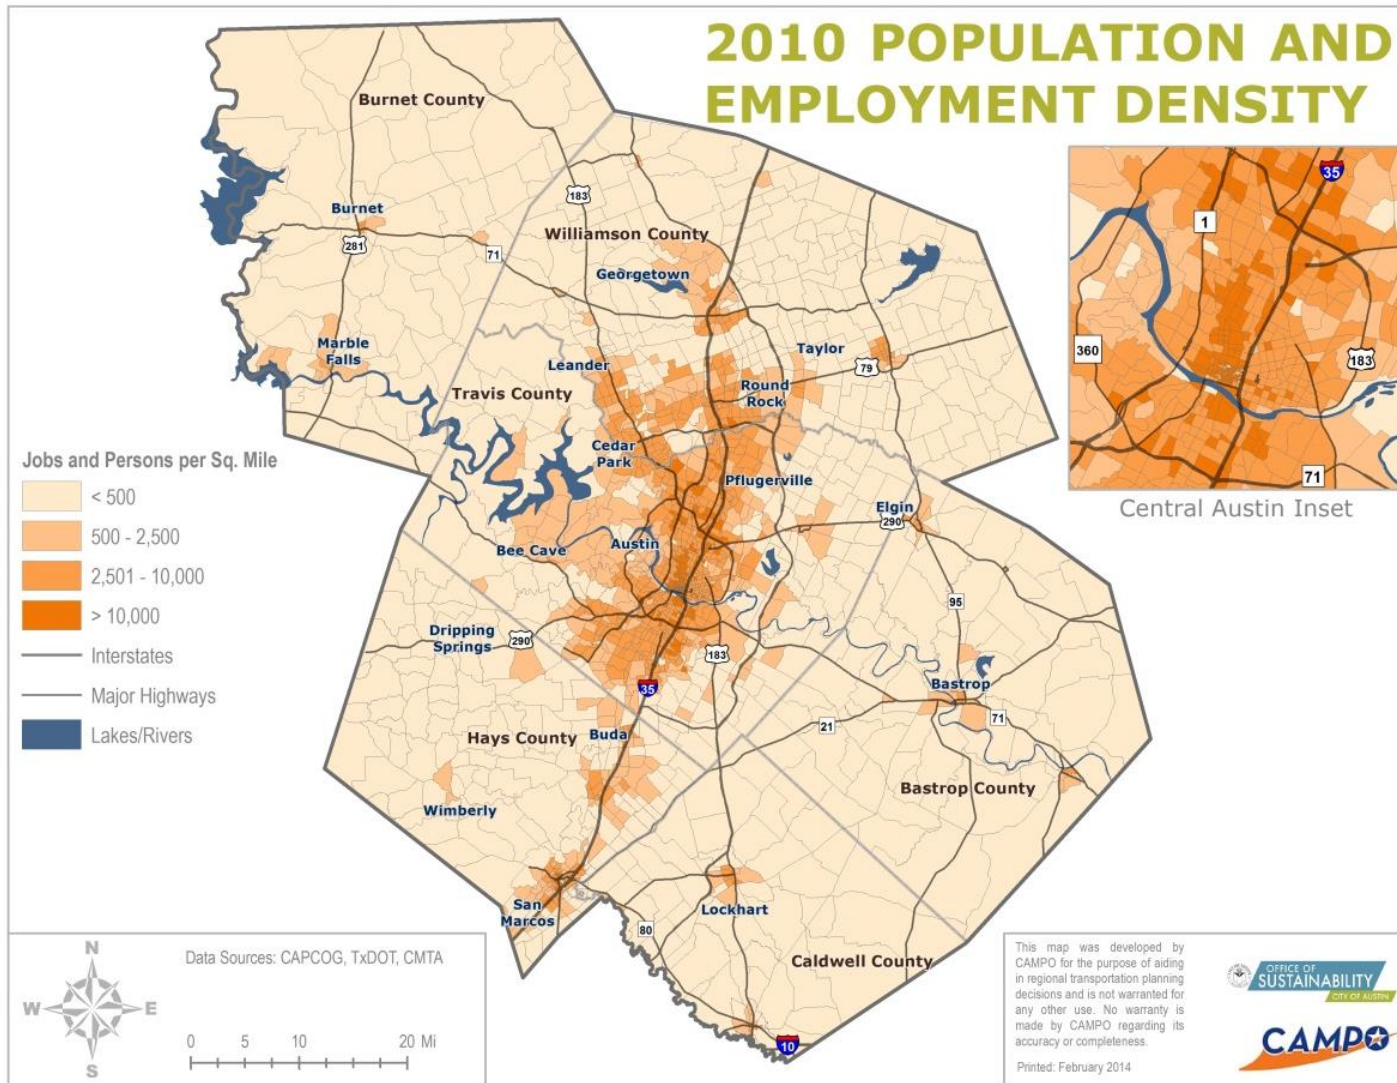 2010 POPULATION AND
EMPLOYMENT DENSITY
Burnet County
Burnet
183
281
71
Williamson County
Georgetown
Marble
Falls
Leander
Taylor
79
Round
Rock
Travis County
Cedar
Park
Pflugerville
Elgin
290
Bee Cave
Austin
95
Dripping
Springs
290
183
35
Bastrop
71
21
Hays County
Buda
Bastrop County
Wimberly
San
Marcos
Lockhart
80
Caldwell County
10
35
1
360
183
71
Central Austin Inset
Jobs and Persons per Sq. Mile
< 500
500 - 2,500
2,501 - 10,000
> 10,000
Interstates
Major Highways
Lakes/Rivers
N
W E
S
Data Sources: CAPCOG, TxDOT, CMTA
0 5 10 20 Mi
This map was developed by
CAMPO for the purpose of aiding
in regional transportation planning
decisions and is not warranted for
any other use. No warranty is
made by CAMPO regarding its
accuracy or completeness.
Printed: February 2014
OFFICE OF
SUSTAINABILITY
CITY OF AUSTIN
CAMPO